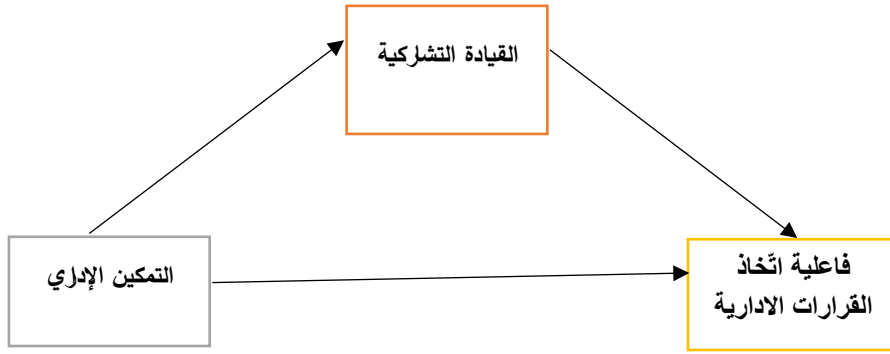 القيادة التشاركية
التمكين الإداري
فاعلية اتّخاذ
القرارات الادارية